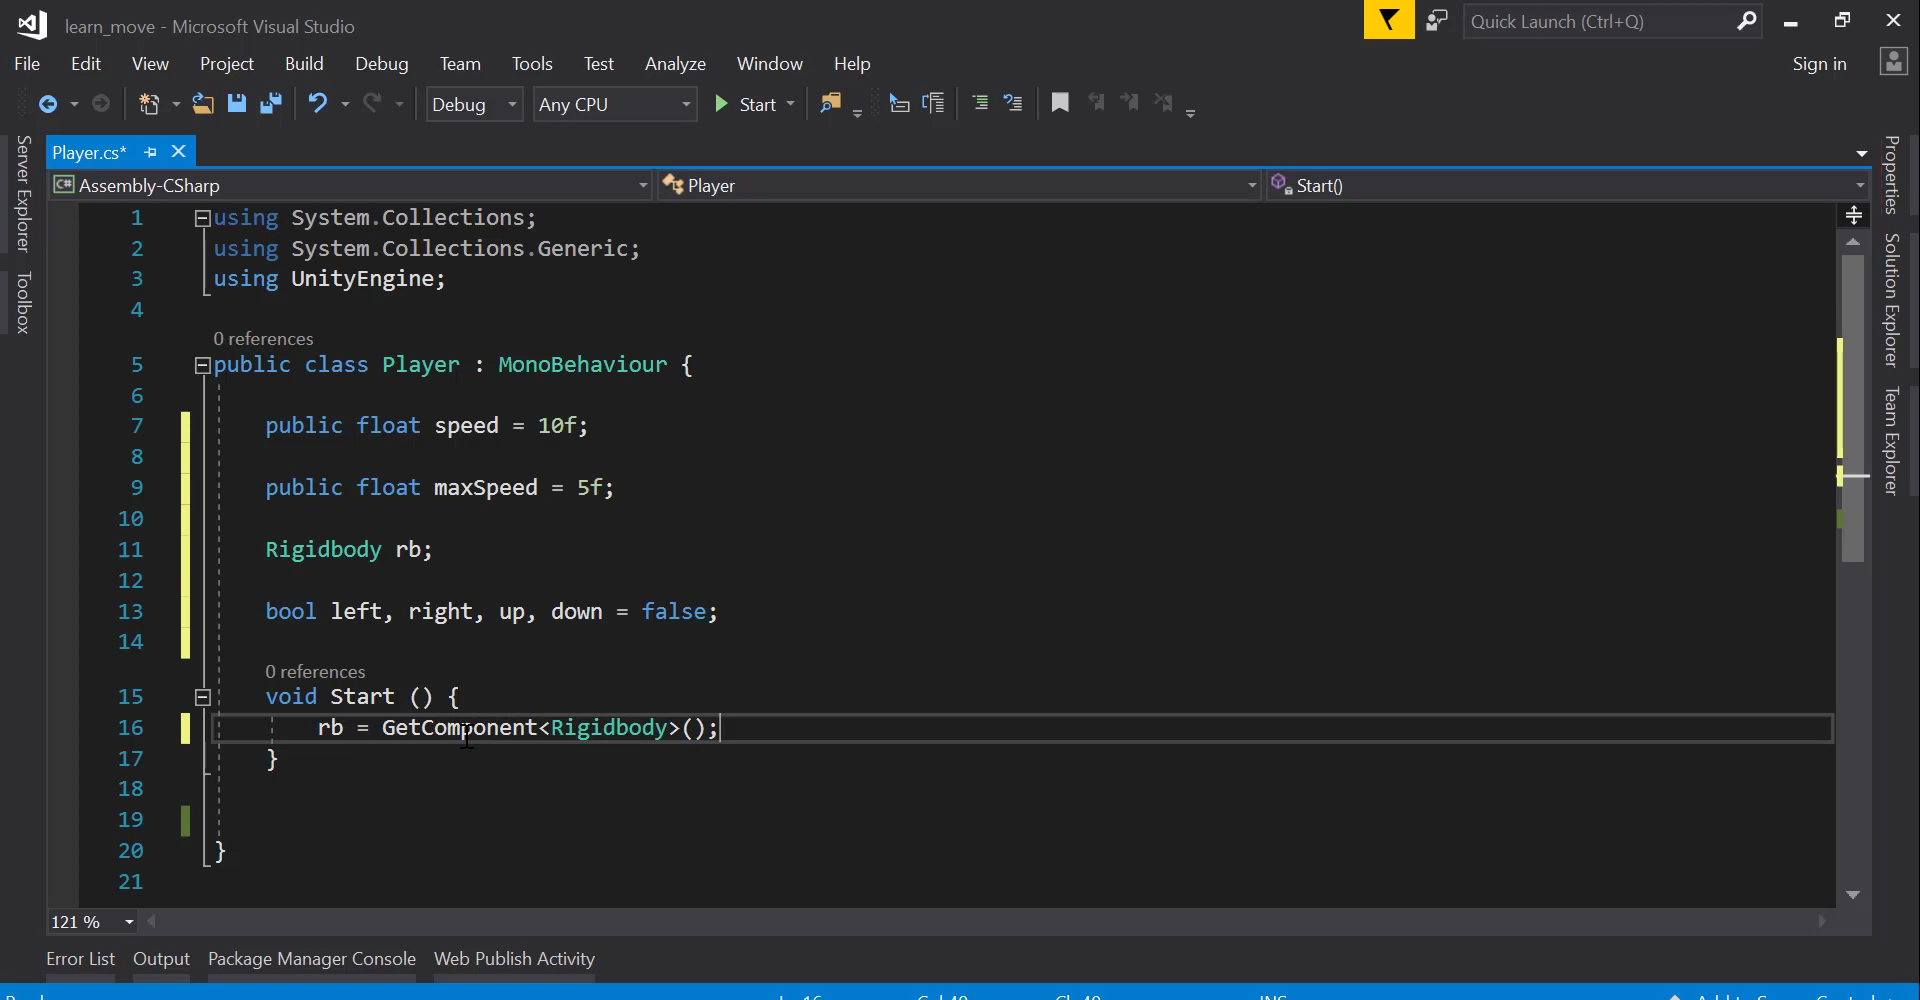 learn_move - Microsoft Visual Studio
Quick Launch (Ctrl+Q)
File Edit View Project Build Debug Team Tools Test Analyze Window Help
Sign in
Debug Any CPU Start
Server Explorer
Toolbox
Player.cs*
Assembly-CSharp Player Start()
1 using System.Collections;
2 using System.Collections.Generic;
3 using UnityEngine;
4
0 references
5 public class Player : MonoBehaviour {
6
7 public float speed = 10f;
8
9 public float maxSpeed = 5f;
10
11 Rigidbody rb;
12
13 bool left, right, up, down = false;
14
0 references
15 void Start () {
16 rb = GetComponent<Rigidbody>();
17 }
18
19
20 }
21
Properties
Solution Explorer
Team Explorer
121 %
Error List Output Package Manager Console Web Publish Activity